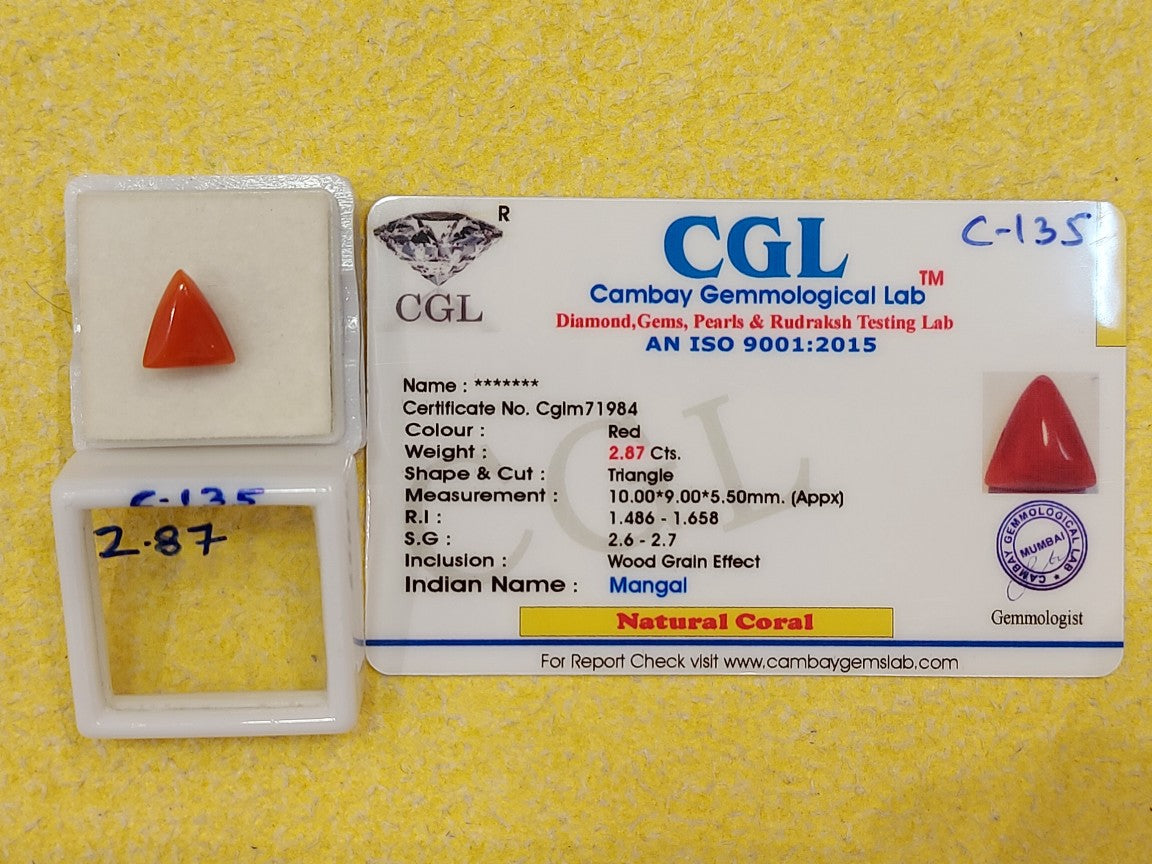 C-135
2.87
R
CGL
CGL
C-135
Cambay Gemmological Lab TM
Diamond,Gems, Pearls & Rudraksh Testing Lab
AN ISO 9001:2015
Name : *******
Certificate No. Cglm71984
Colour : Red
Weight : 2.87 Cts.
Shape & Cut : Triangle
Measurement : 10.00*9.00*5.50mm. (Appx)
R.I : 1.486 - 1.658
S.G : 2.6 - 2.7
Inclusion : Wood Grain Effect
Indian Name : Mangal
Natural Coral
For Report Check visit www.cambaygemslab.com
CGL
CAMBAY GEMMOLOGICAL LAB
MUMBAI
Gemmologist